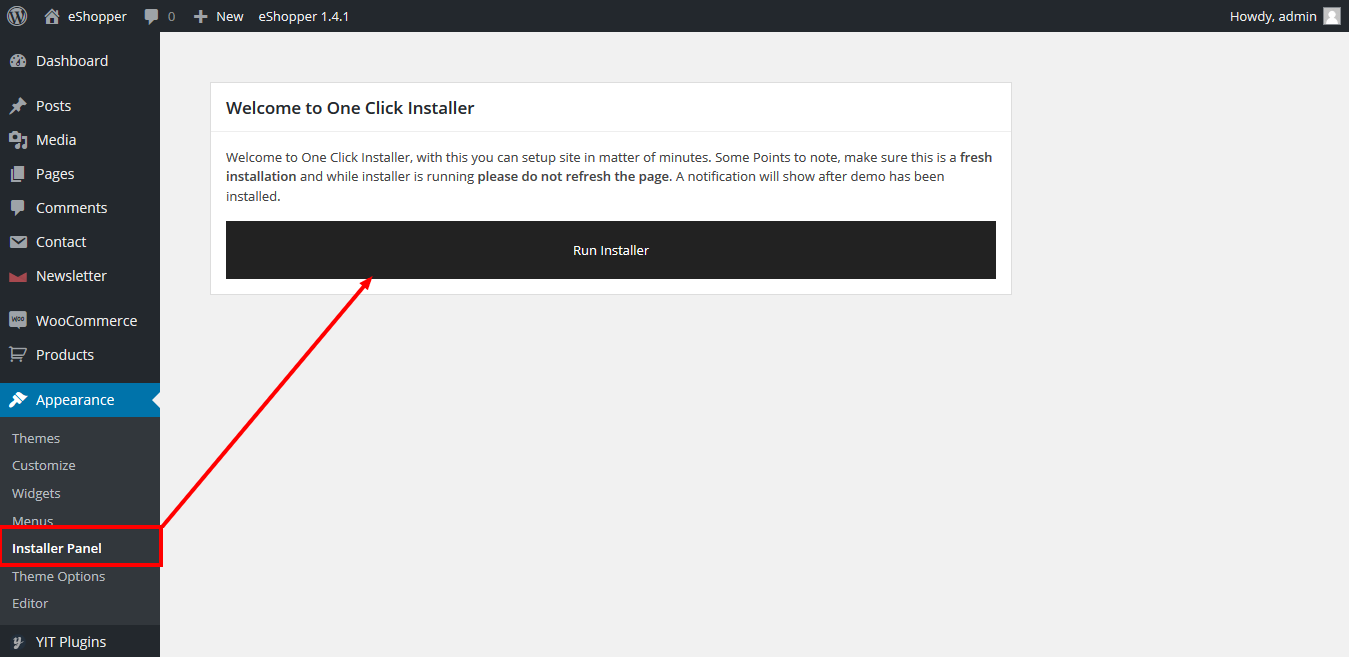 eShopper 0 New eShopper 1.4.1 Howdy, admin
Dashboard
Posts
Media
Pages
Comments
Contact
Newsletter
WooCommerce
Products
Appearance
Themes
Customize
Widgets
Menus
Installer Panel
Theme Options
Editor
YIT Plugins
Welcome to One Click Installer
Welcome to One Click Installer, with this you can setup site in matter of minutes. Some Points to note, make sure this is a fresh
installation and while installer is running please do not refresh the page. A notification will show after demo has been
installed.
Run Installer